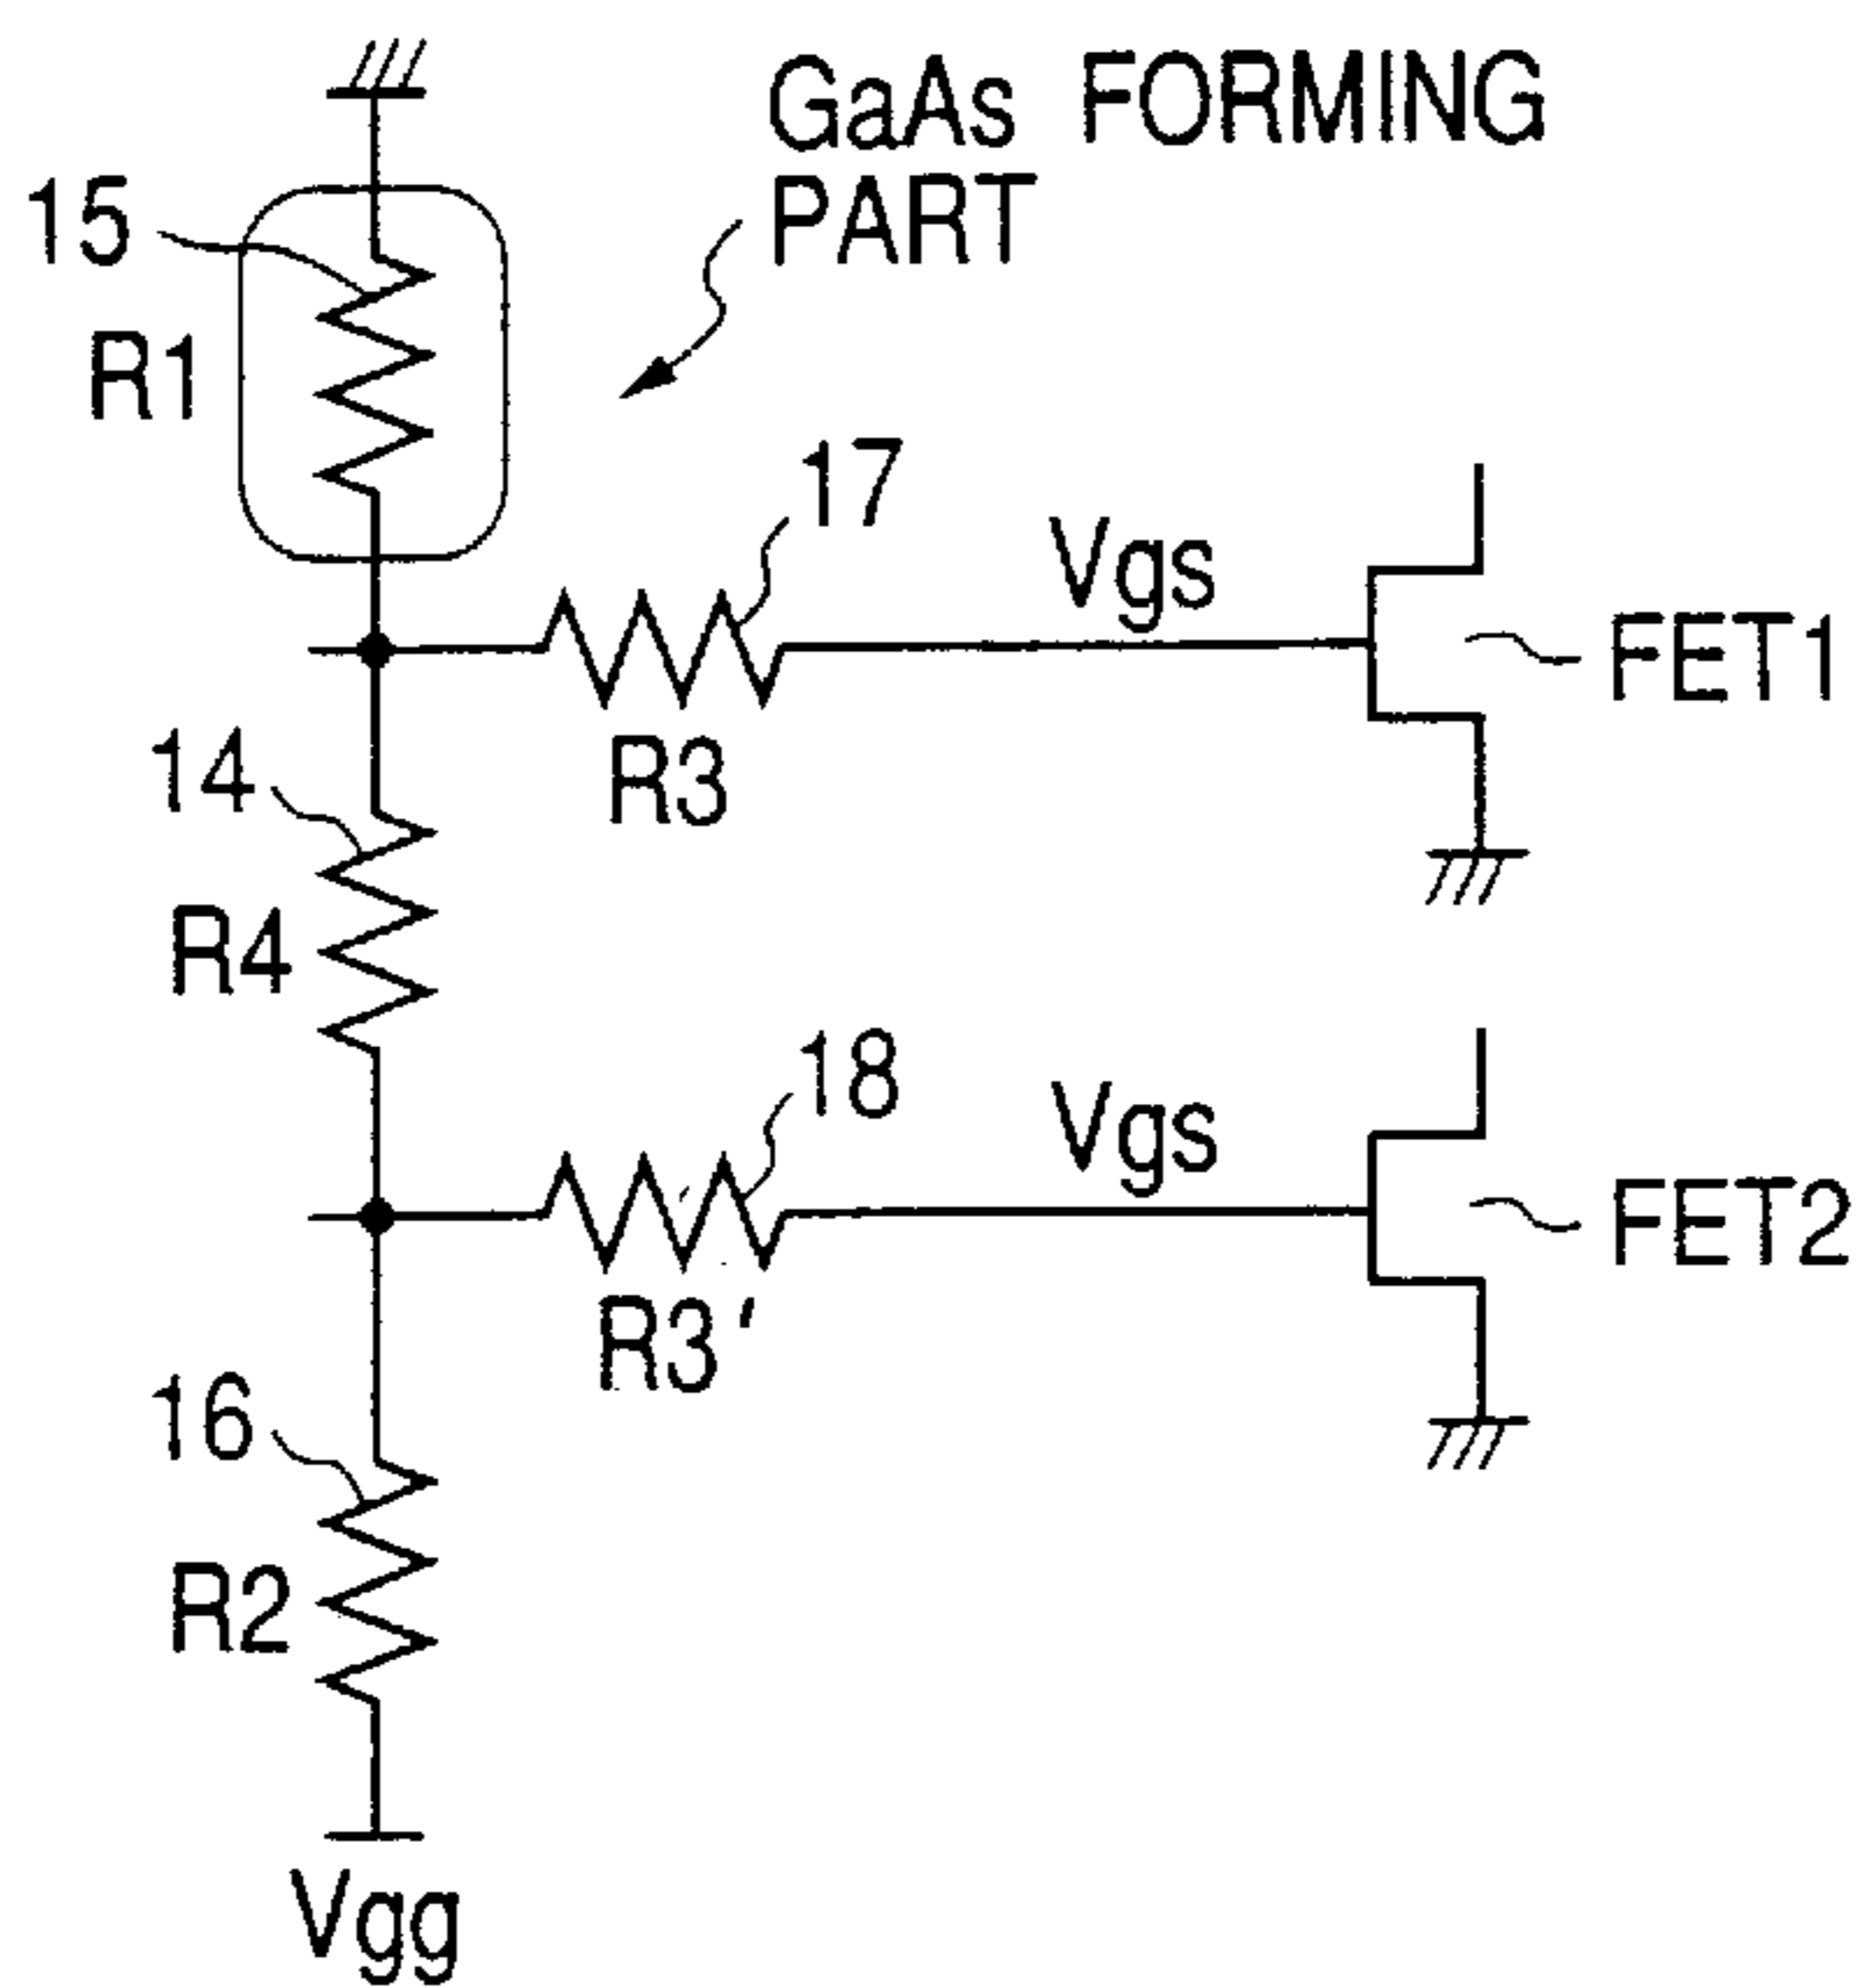 GaAs FORMING
PART
15
R1
17
Vgs
FET1
R3
14
R4
18
Vgs
FET2
R3'
16
R2
Vgg